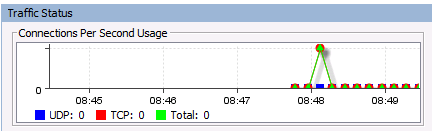 Traffic Status
Connections Per Second Usage
0
08:45 08:46 08:47 08:48 08:49
UDP: 0 TCP: 0 Total: 0